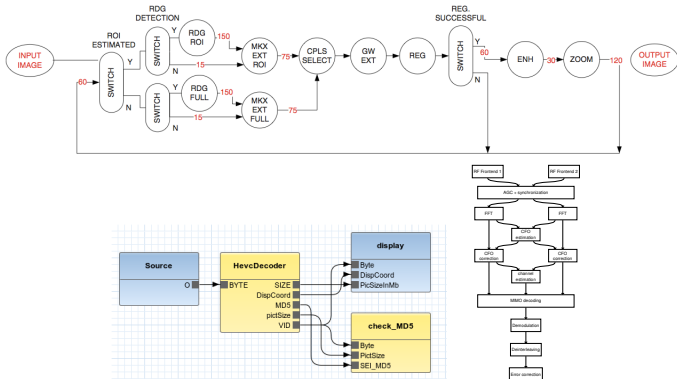 RDG
DETECTION
REG.
SUCCESSFUL
ROI
ESTIMATED
INPUT
IMAGE
60
SWITCH
Y
N
SWITCH
Y
N
RDG
ROI
150
15
MKX
EXT
ROI
75
SWITCH
Y
N
RDG
FULL
150
15
MKX
EXT
FULL
75
CPLS
SELECT
GW
EXT
REG
SWITCH
Y
60
N
ENH
30
ZOOM
120
OUTPUT
IMAGE
Source
O
HevcDecoder
BYTE
SIZE
DispCoord
MD5
pictSize
VID
display
Byte
DispCoord
PicSizeInMb
check_MD5
Byte
PictSize
SEI_MD5
RF Frontend 1
RF Frontend 2
AGC + synchronization
FFT
FFT
CFO
estimation
CFO
correction
CFO
correction
channel
estimation
MIMO decoding
Demodulation
Deinterleaving
Error correction